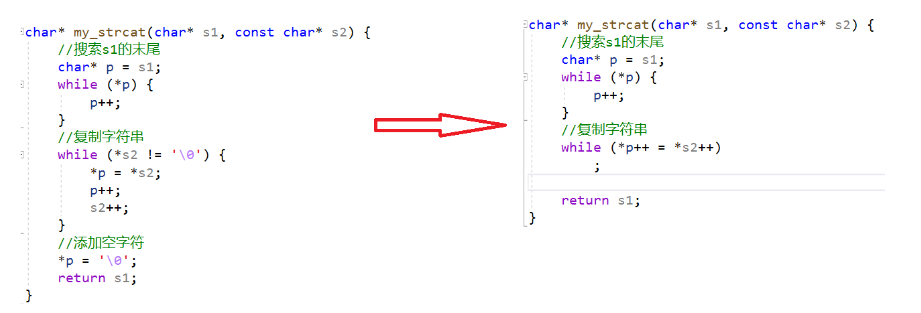 char* my_strcat(char* s1, const char* s2) {
//搜索s1的末尾
char* p = s1;
while (*p) {
p++;
}
//复制字符串
while (*s2 != '\0') {
*p = *s2;
p++;
s2++;
}
//添加空字符
*p = '\0';
return s1;
}
char* my_strcat(char* s1, const char* s2) {
//搜索s1的末尾
char* p = s1;
while (*p) {
p++;
}
//复制字符串
while (*p++ = *s2++)
;
return s1;
}